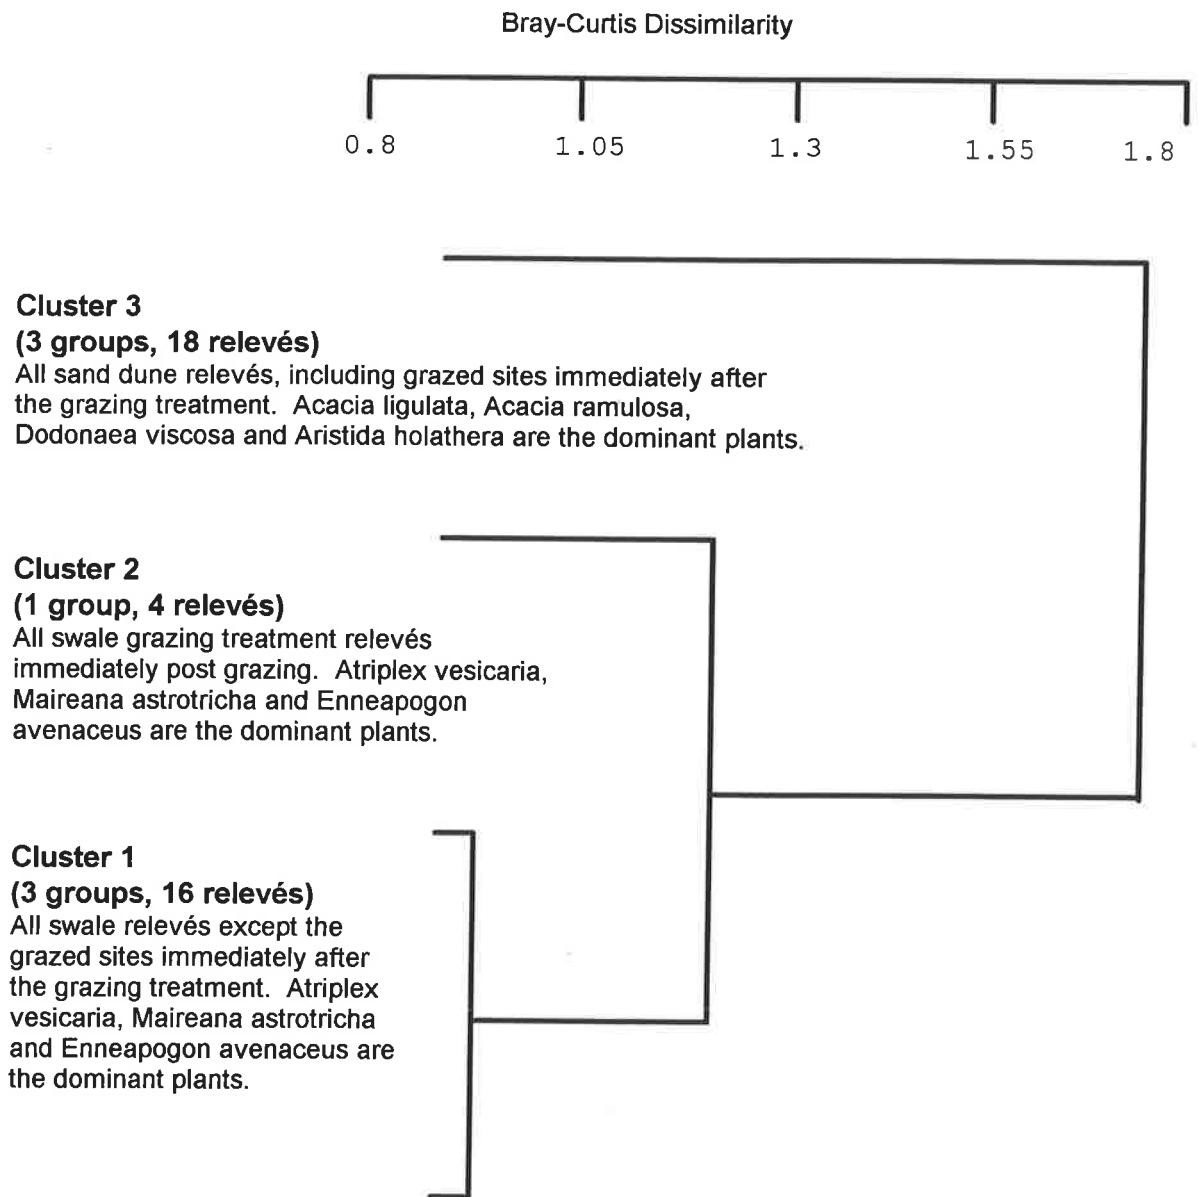 Bray-Curtis Dissimilarity
0.8 1.05 1.3 1.55 1.8
Cluster 3
(3 groups, 18 relevés)
All sand dune relevés, including grazed sites immediately after
the grazing treatment. Acacia ligulata, Acacia ramulosa,
Dodonaea viscosa and Aristida holathera are the dominant plants.
Cluster 2
(1 group, 4 relevés)
All swale grazing treatment relevés
immediately post grazing. Atriplex vesicaria,
Maireana astrotricha and Enneapogon
avenaceus are the dominant plants.
Cluster 1
(3 groups, 16 relevés)
All swale relevés except the
grazed sites immediately after
the grazing treatment. Atriplex
vesicaria, Maireana astrotricha
and Enneapogon avenaceus are
the dominant plants.